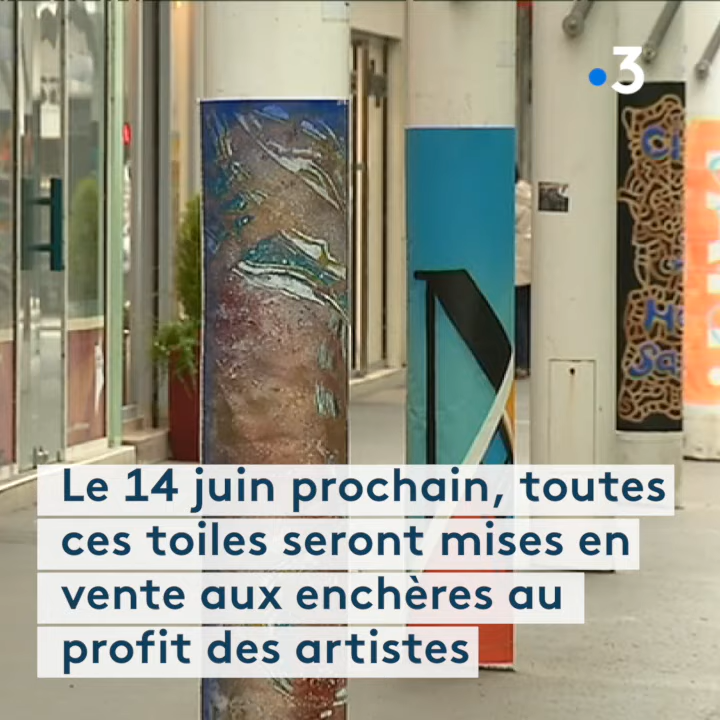 3
Le 14 juin prochain, toutes
ces toiles seront mises en
vente aux enchères au
profit des artistes